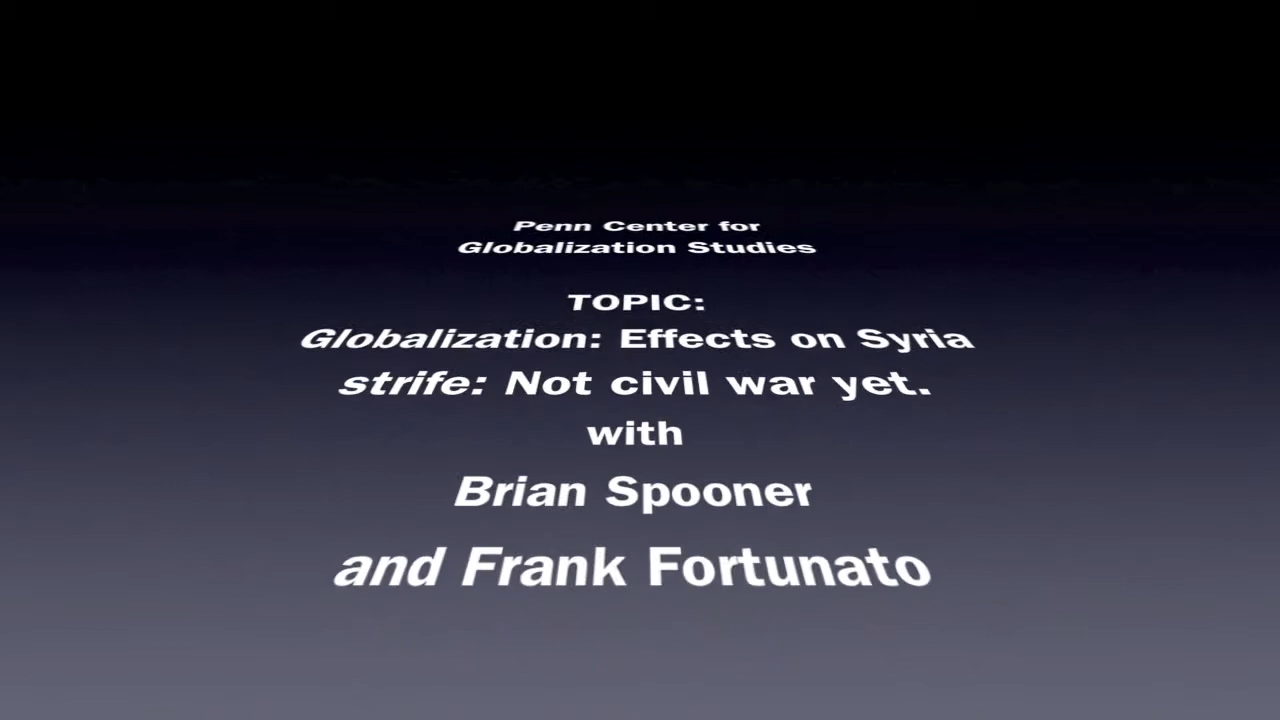 Penn Center for
Globalization Studies
TOPIC:
Globalization: Effects on Syria
strife: Not civil war yet.
with
Brian Spooner
and Frank Fortunato